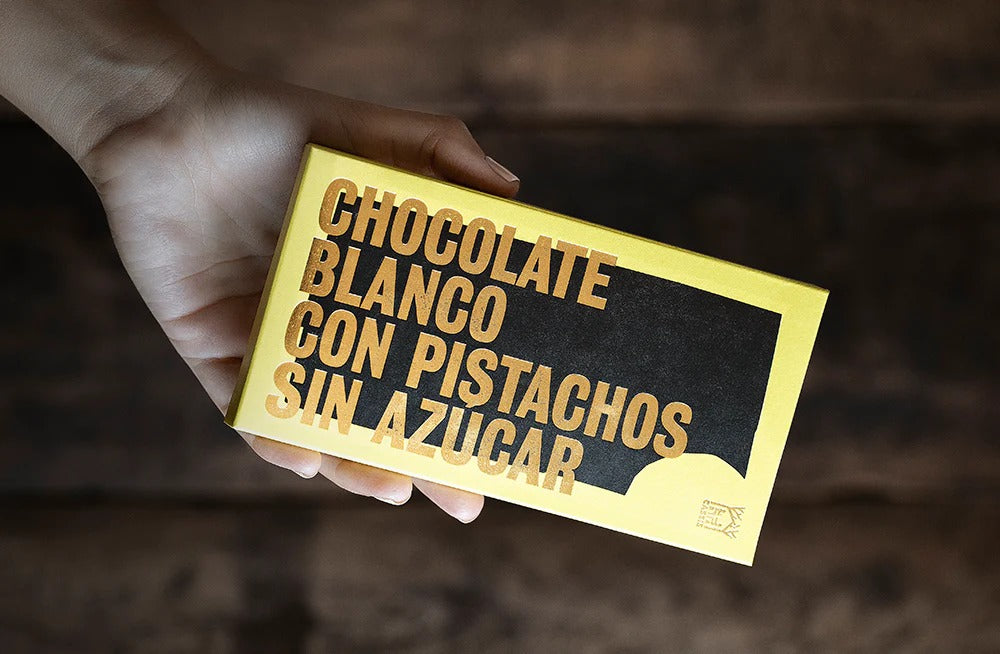 CHOCOLATE
BLANCO
CON PISTACHOS
SIN AZÚCAR